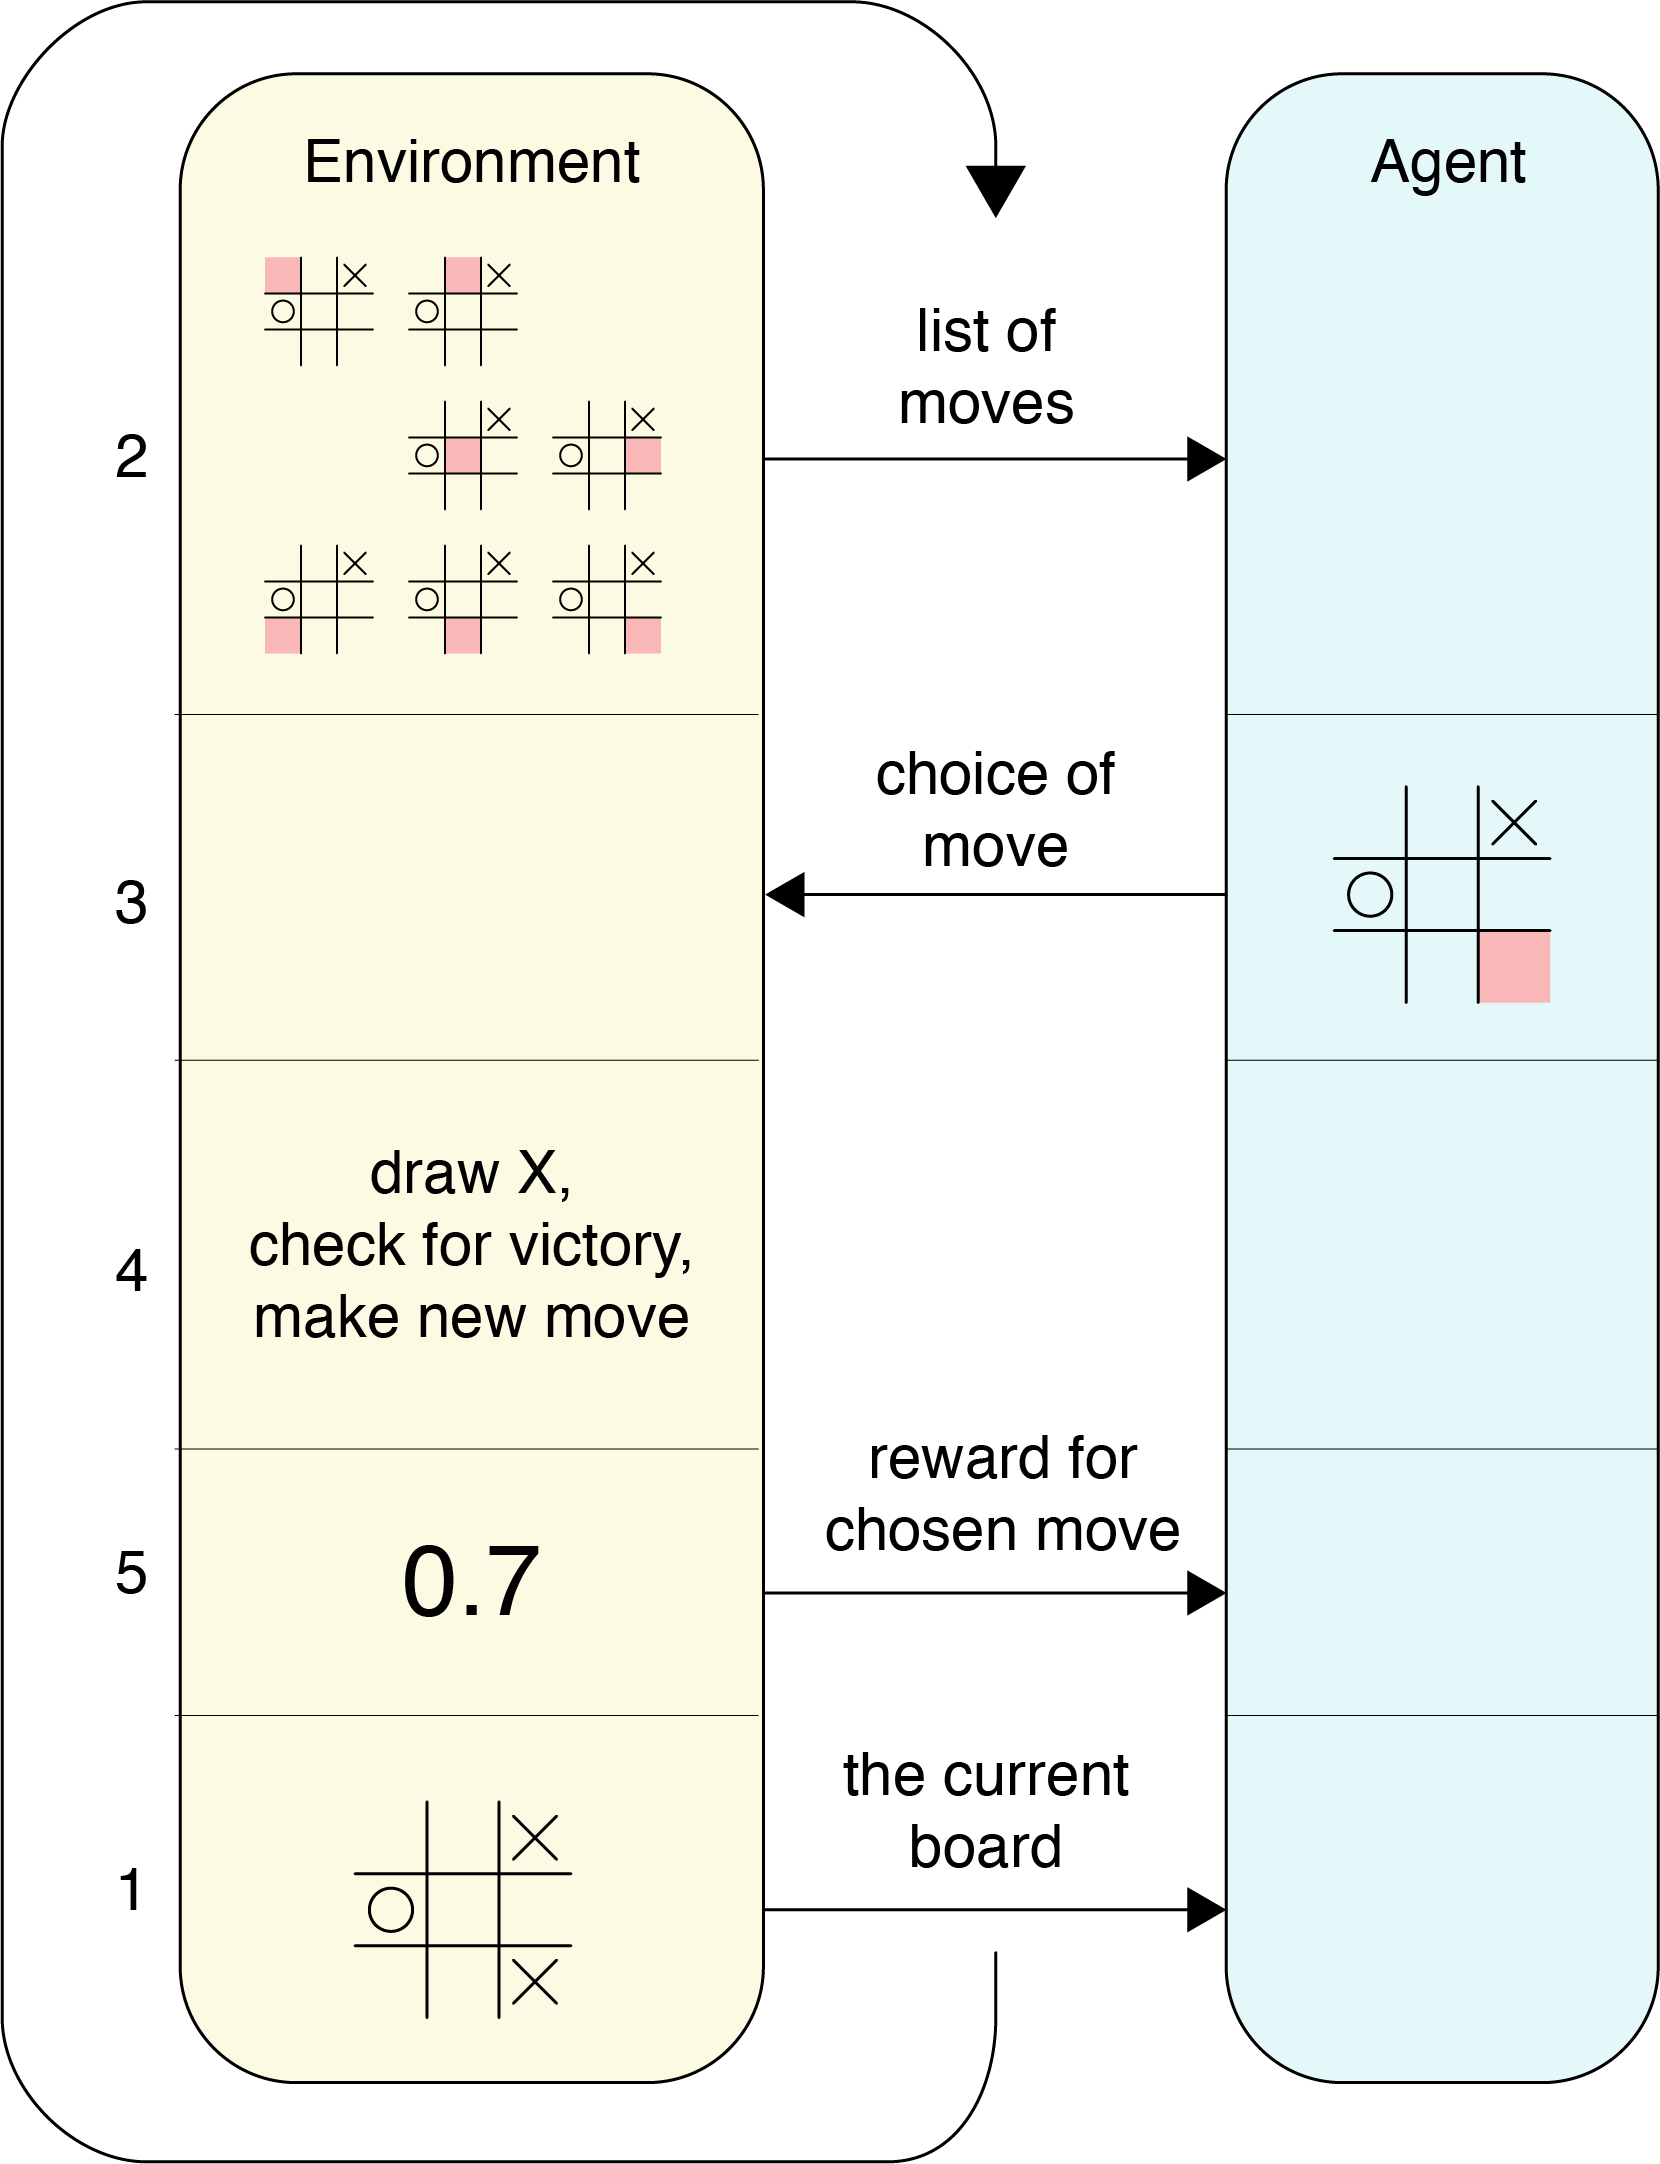 Environment
Agent
list of
moves
2
choice of
move
3
draw X,
check for victory,
make new move
4
reward for
chosen move
5
0.7
the current
board
1